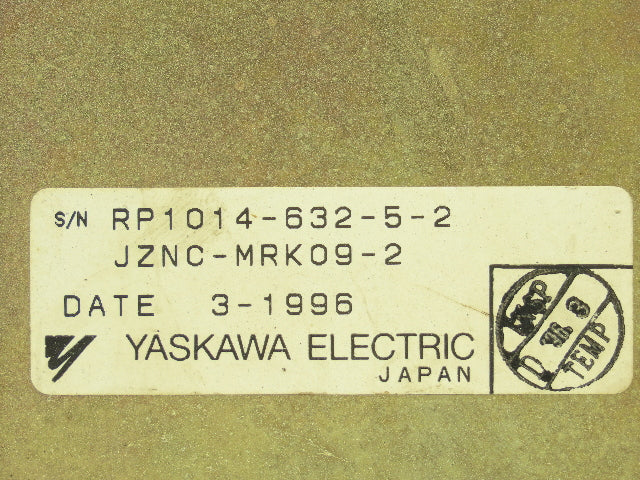 S/N RP1014-632-5-2
JZNC-MRK09-2
DATE 3-1996
YASKAWA ELECTRIC
JAPAN
TEMP